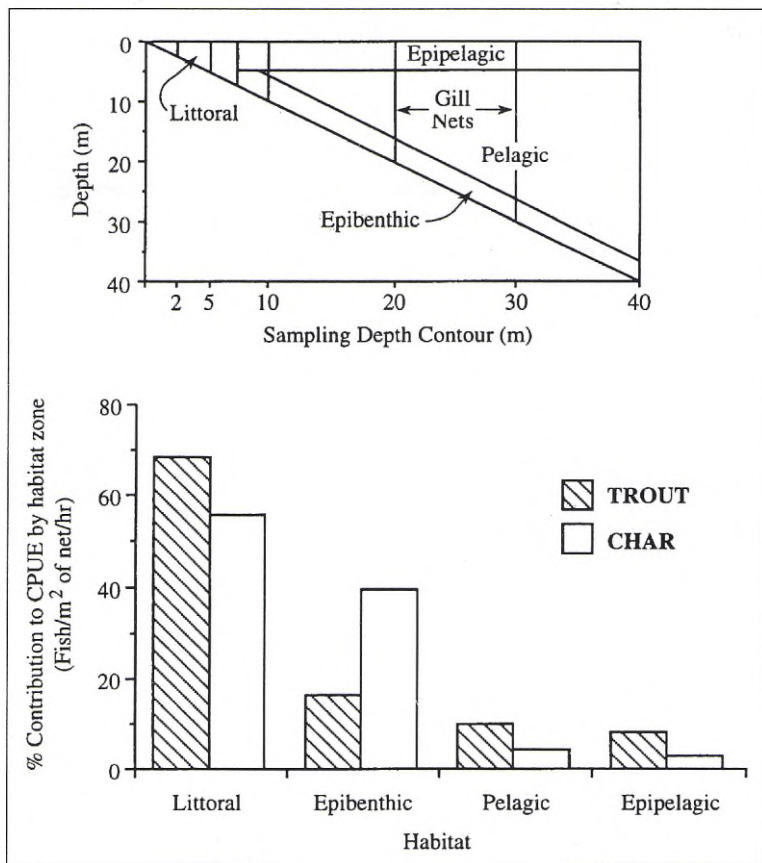 0
10
20
30
40
Depth (m)
Littoral
Epipelagic
Gill
Nets
Pelagic
Epibenthic
2
5
10
20
30
40
Sampling Depth Contour (m)
80
60
40
20
0
% Contribution to CPUE by habitat zone
(Fish/m² of net/hr)
TROUT
CHAR
Littoral
Epibenthic
Pelagic
Epipelagic
Habitat